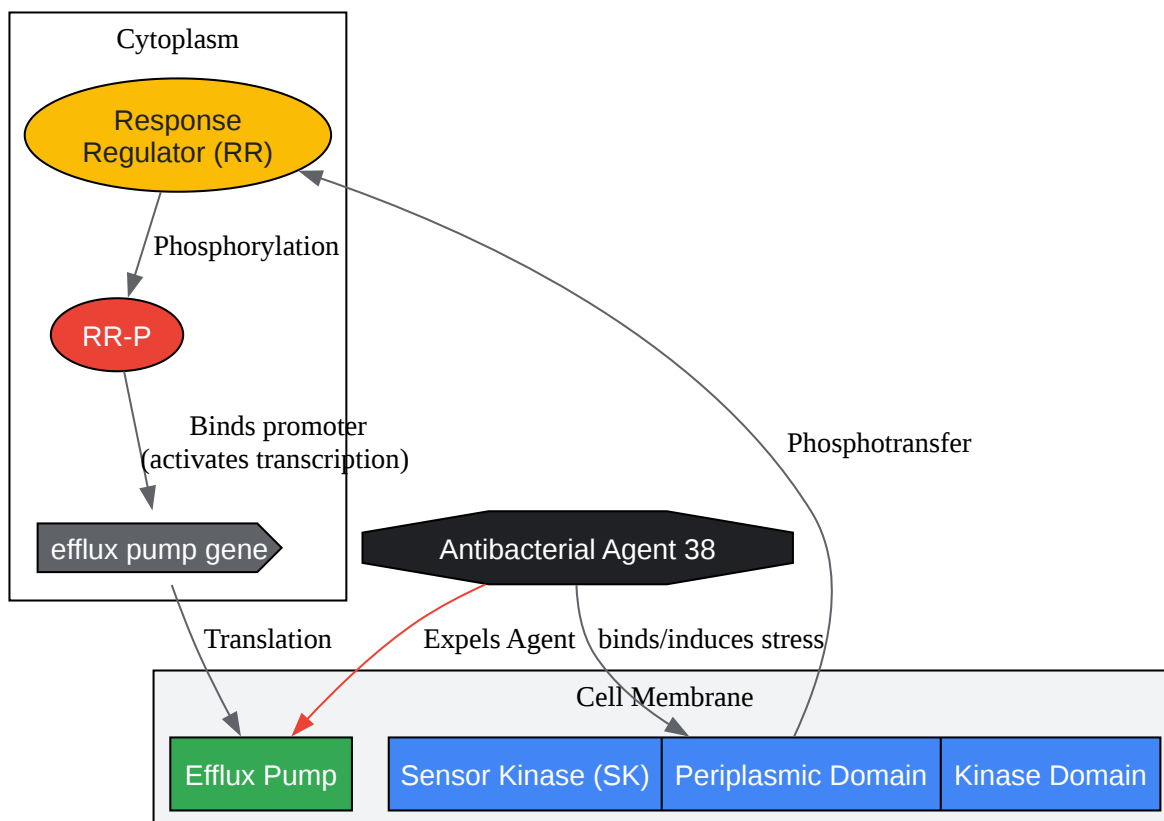 Cytoplasm
Response
Regulator (RR)
Phosphorylation
RR-P
Binds promoter
(activates transcription)
Phosphotransfer
efflux pump gene
Antibacterial Agent 38
Translation
Expels Agent
binds/induces stress
Cell Membrane
Efflux Pump
Sensor Kinase (SK)
Periplasmic Domain
Kinase Domain